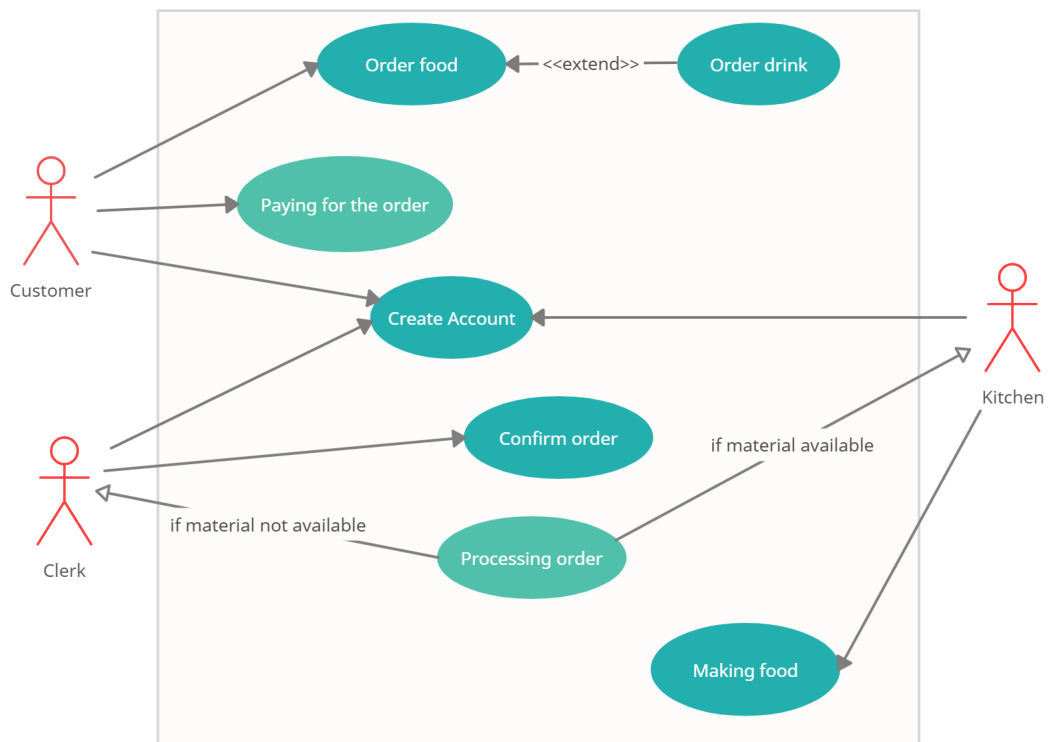 Order food
<<extend>>
Order drink
Paying for the order
Customer
Create Account
Kitchen
Confirm order
if material available
if material not available
Processing order
Clerk
Making food